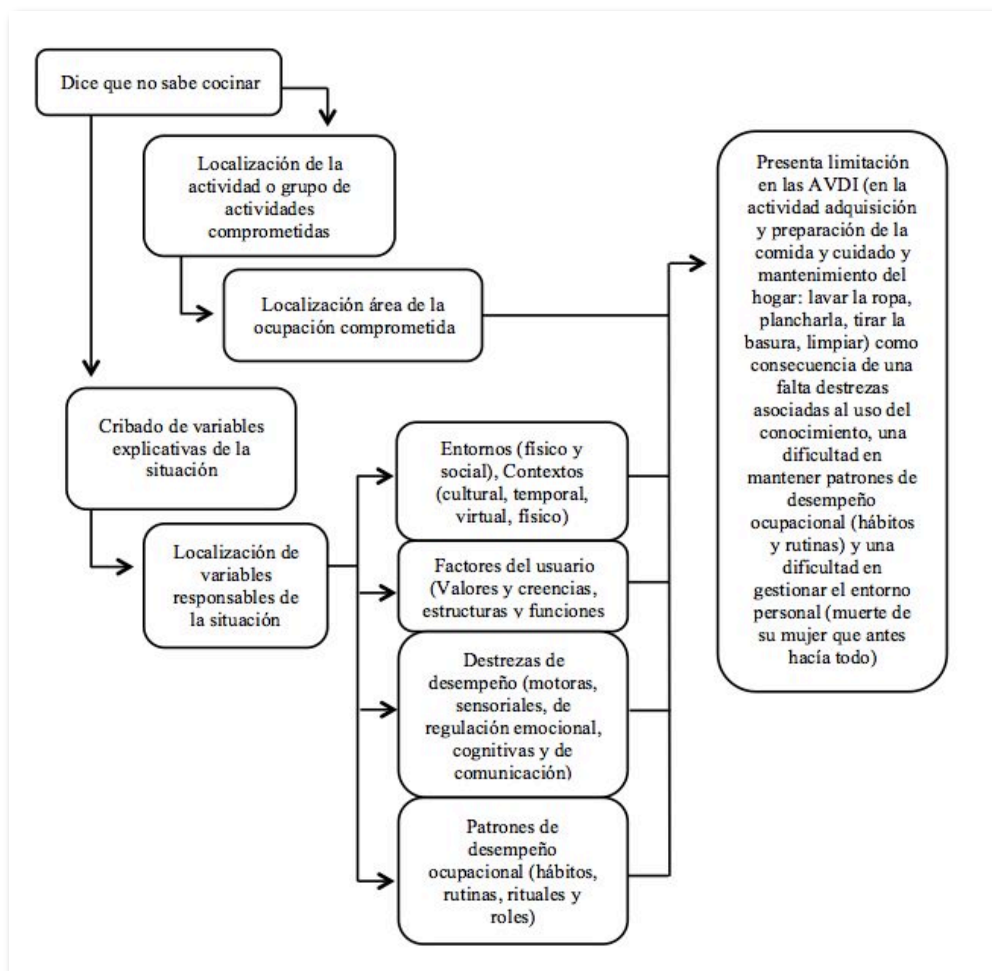 Dice que no sabe cocinar
Localización de la
actividad o grupo de
actividades
comprometidas
Localización área de la
ocupación comprometida
Cribado de variables
explicativas de la
situación
Localización de
variables
responsables de
la situación
Entornos (físico y
social), Contextos
(cultural, temporal,
virtual, físico)
Factores del usuario
(Valores y creencias,
estructuras y funciones
Destrezas de
desempeño (motoras,
sensoriales, de
regulación emocional,
cognitivas y de
comunicación)
Patrones de
desempeño
ocupacional (hábitos,
rutinas, rituales y
roles)
Presenta limitación
en las AVDI (en la
actividad adquisición
y preparación de la
comida y cuidado y
mantenimiento del
hogar: lavar la ropa,
plancharla, tirar la
basura, limpiar) como
consecuencia de una
falta destrezas
asociadas al uso del
conocimiento, una
dificultad en
mantener patrones de
desempeño
ocupacional (hábitos
y rutinas) y una
dificultad en
gestionar el entorno
personal (muerte de
su mujer que antes
hacía todo)